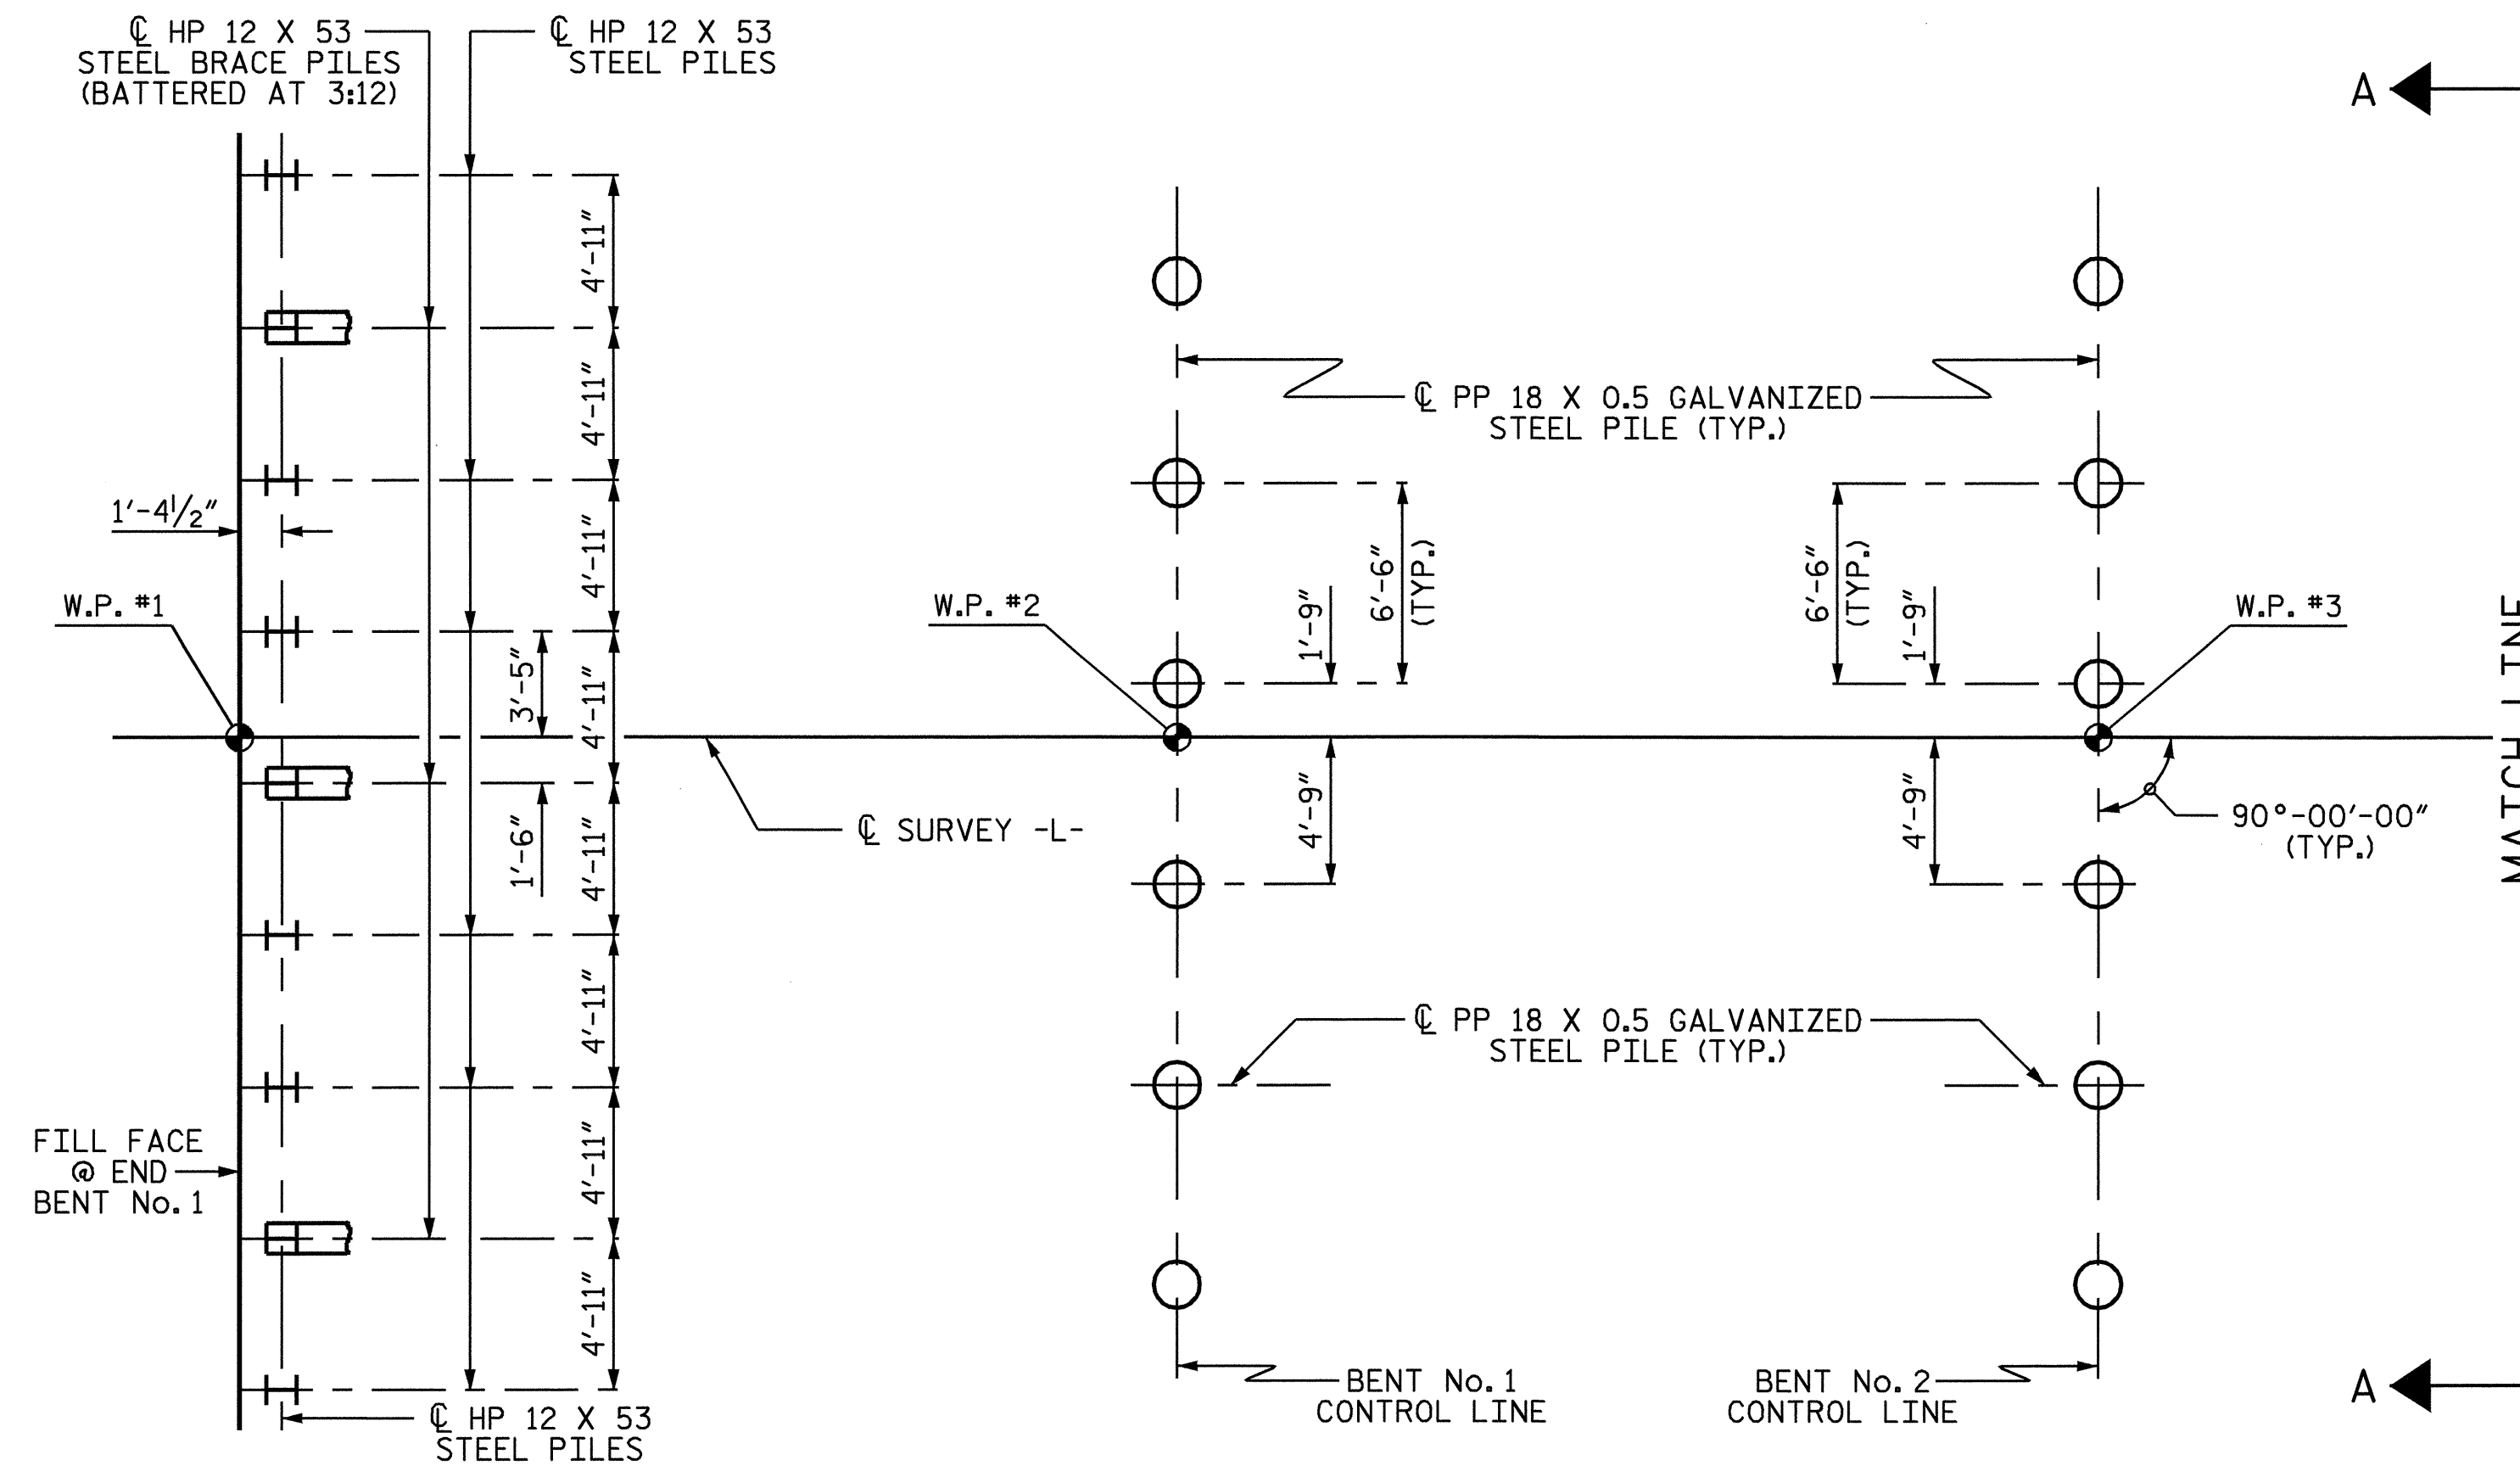 ℄ HP 12 X 53
STEEL BRACE PILES
(BATTERED AT 3:12)
℄ HP 12 X 53
STEEL PILES
A
4'-11"
4'-11"
4'-11"
4'-11"
4'-11"
4'-11"
4'-11"
4'-11"
1'-4½"
3'-5"
1'-6"
W.P. #1
℄ PP 18 X 0.5 GALVANIZED
STEEL PILE (TYP.)
6'-6"
(TYP.)
1'-9"
6'-6"
(TYP.)
1'-9"
W.P. #2
W.P. #3
MATCH LINE
4'-9"
4'-9"
℄ SURVEY -L-
90°-00'-00"
(TYP.)
℄ PP 18 X 0.5 GALVANIZED
STEEL PILE (TYP.)
FILL FACE
@ END
BENT No. 1
BENT No. 1
CONTROL LINE
BENT No. 2
CONTROL LINE
A
℄ HP 12 X 53
STEEL PILES